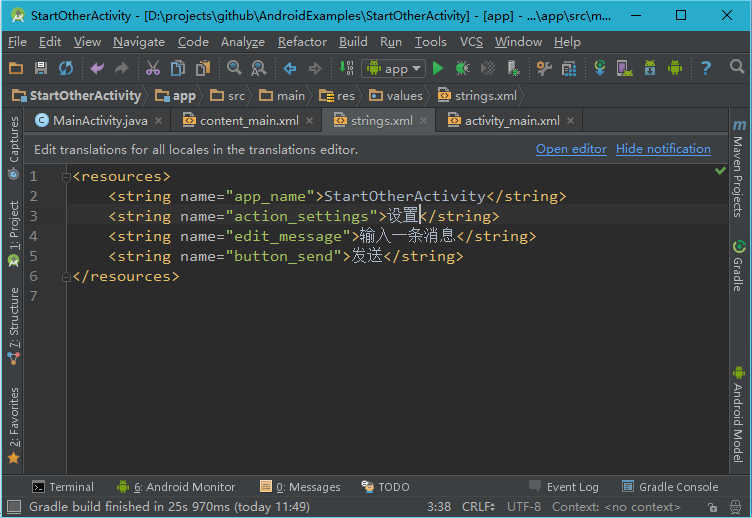 StartOtherActivity - [D:\projects\github\AndroidExamples\StartOtherActivity] - [app] - ...\app\src\m...
File Edit View Navigate Code Analyze Refactor Build Run Tools VCS Window Help
app
StartOtherActivity app src main res values strings.xml
MainActivity.java content_main.xml strings.xml activity_main.xml
Edit translations for all locales in the translations editor. Open editor Hide notification
1 <resources>
2 <string name="app_name">StartOtherActivity</string>
3 <string name="action_settings">设置</string>
4 <string name="edit_message">输入一条消息</string>
5 <string name="button_send">发送</string>
6 </resources>
7
Captures
1: Project
7: Structure
2: Favorites
Maven Projects
Gradle
Android Model
Terminal 6: Android Monitor 0: Messages TODO Event Log Gradle Console
Gradle build finished in 25s 970ms (today 11:49) 3:38 CRLF UTF-8 Context: <no context>